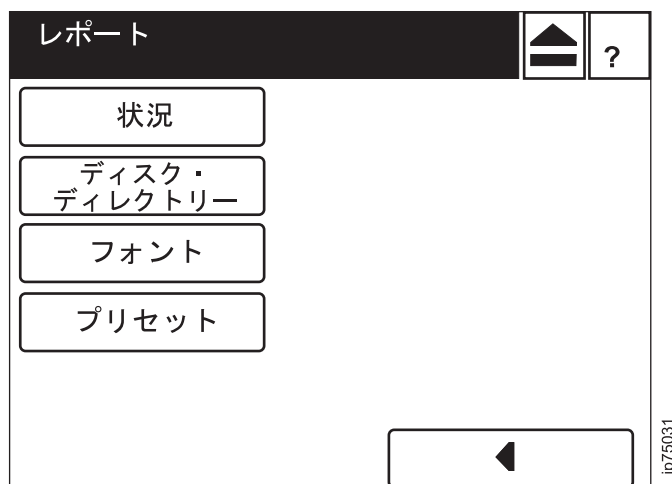 レポート
?
状況
ディスク・
ディレクトリー
フォント
プリセット
ip75031